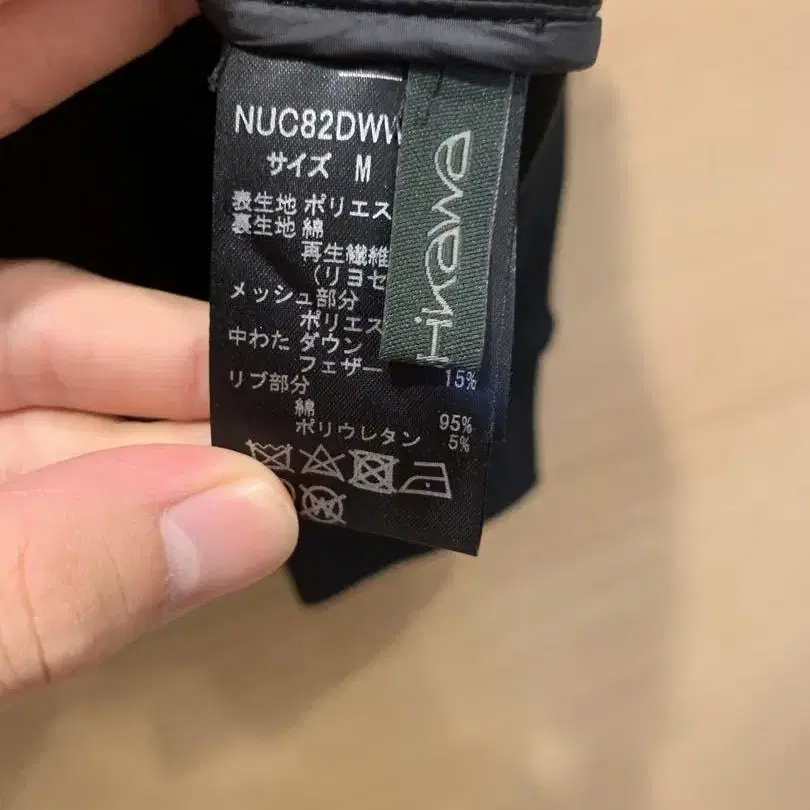 NUC82DWW
サイズ M
表生地 ポリエス
裏生地 綿
再生繊維
(リヨセ
メッシュ部分
ポリエス
中わた ダウン
フェザー 15%
リブ部分
綿 95%
ポリウレタン 5%